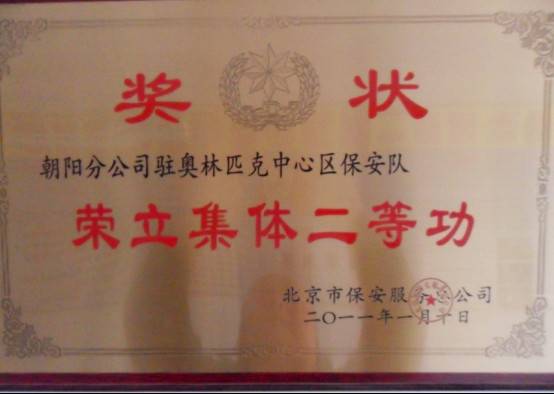 奖状
朝阳分公司驻奥林匹克中心区保安队
荣立集体二等功
北京市保安服务总公司
二〇一一年一月十日